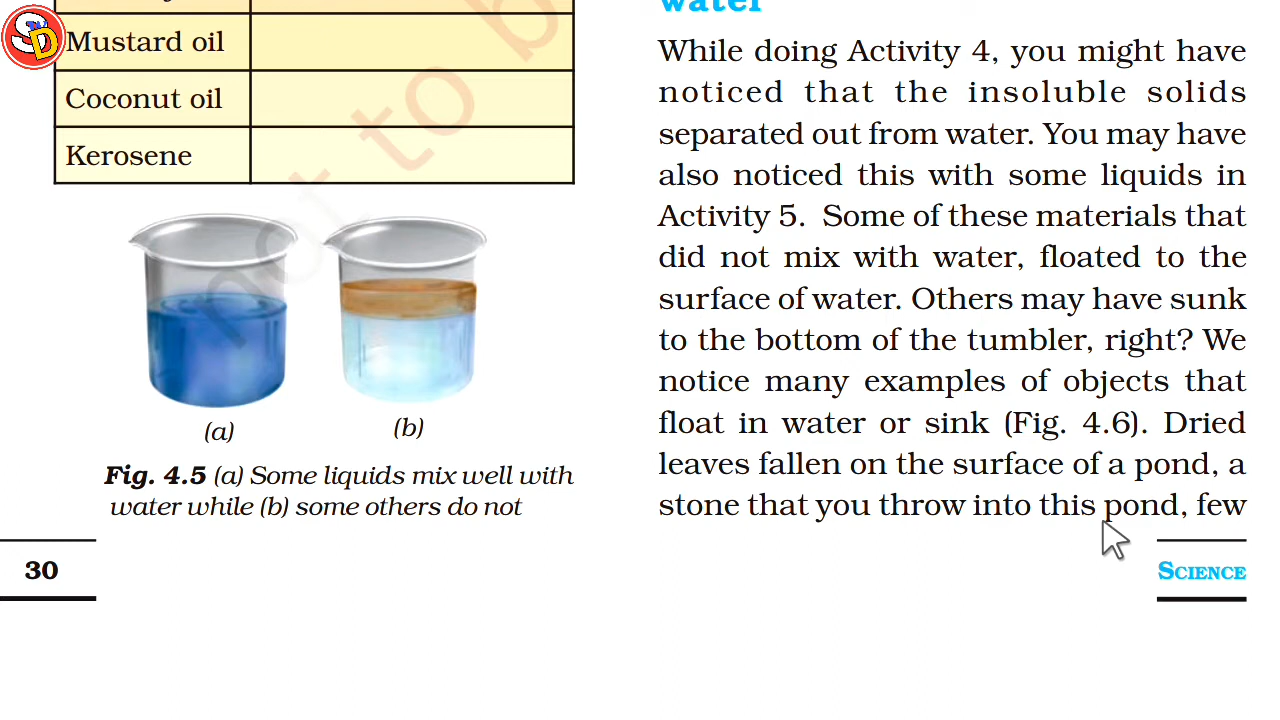 SD
Mustard oil
Coconut oil
Kerosene
not to b
(a)
(b)
Fig. 4.5 (a) Some liquids mix well with
water while (b) some others do not
30
water
While doing Activity 4, you might have
noticed that the insoluble solids
separated out from water. You may have
also noticed this with some liquids in
Activity 5. Some of these materials that
did not mix with water, floated to the
surface of water. Others may have sunk
to the bottom of the tumbler, right? We
notice many examples of objects that
float in water or sink (Fig. 4.6). Dried
leaves fallen on the surface of a pond, a
stone that you throw into this pond, few
SCIENCE